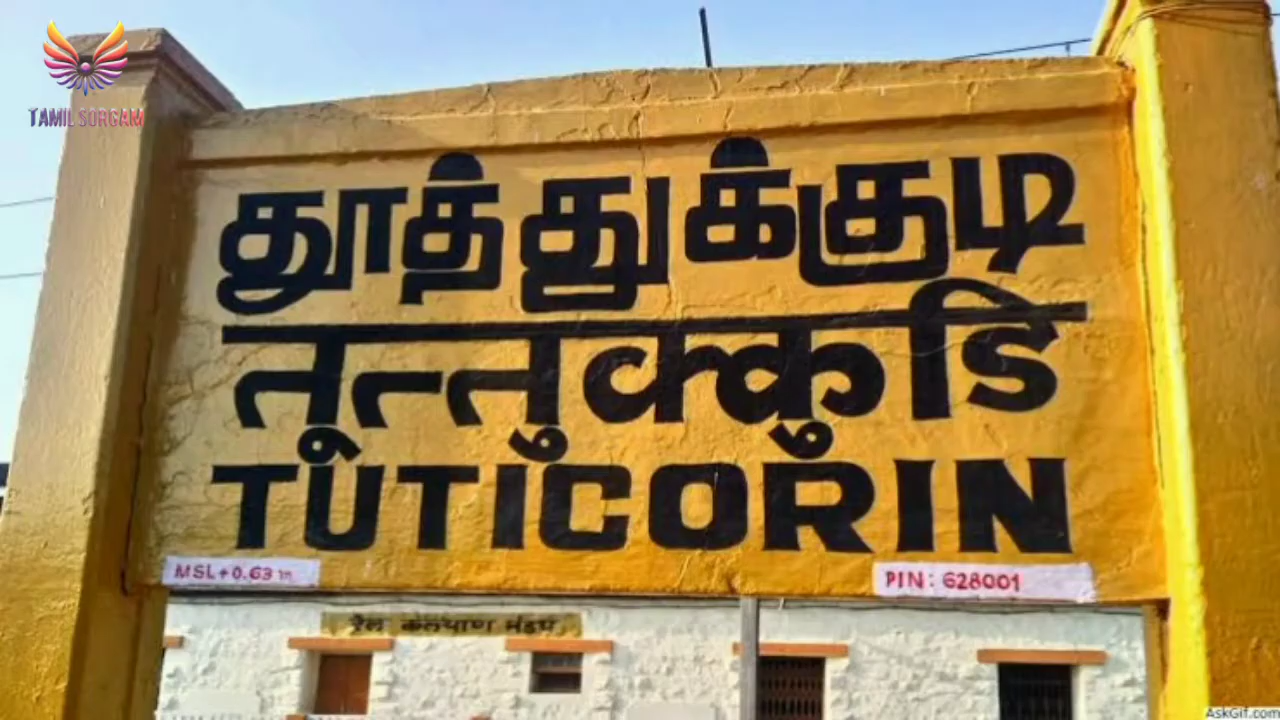 TAMIL SORGAM
தூத்துக்குடி
तूत्तुक्कुडि
TUTICORIN
MSL+0.63 m
PIN: 628001
रेल कल्याण मंडप
AskGif.com